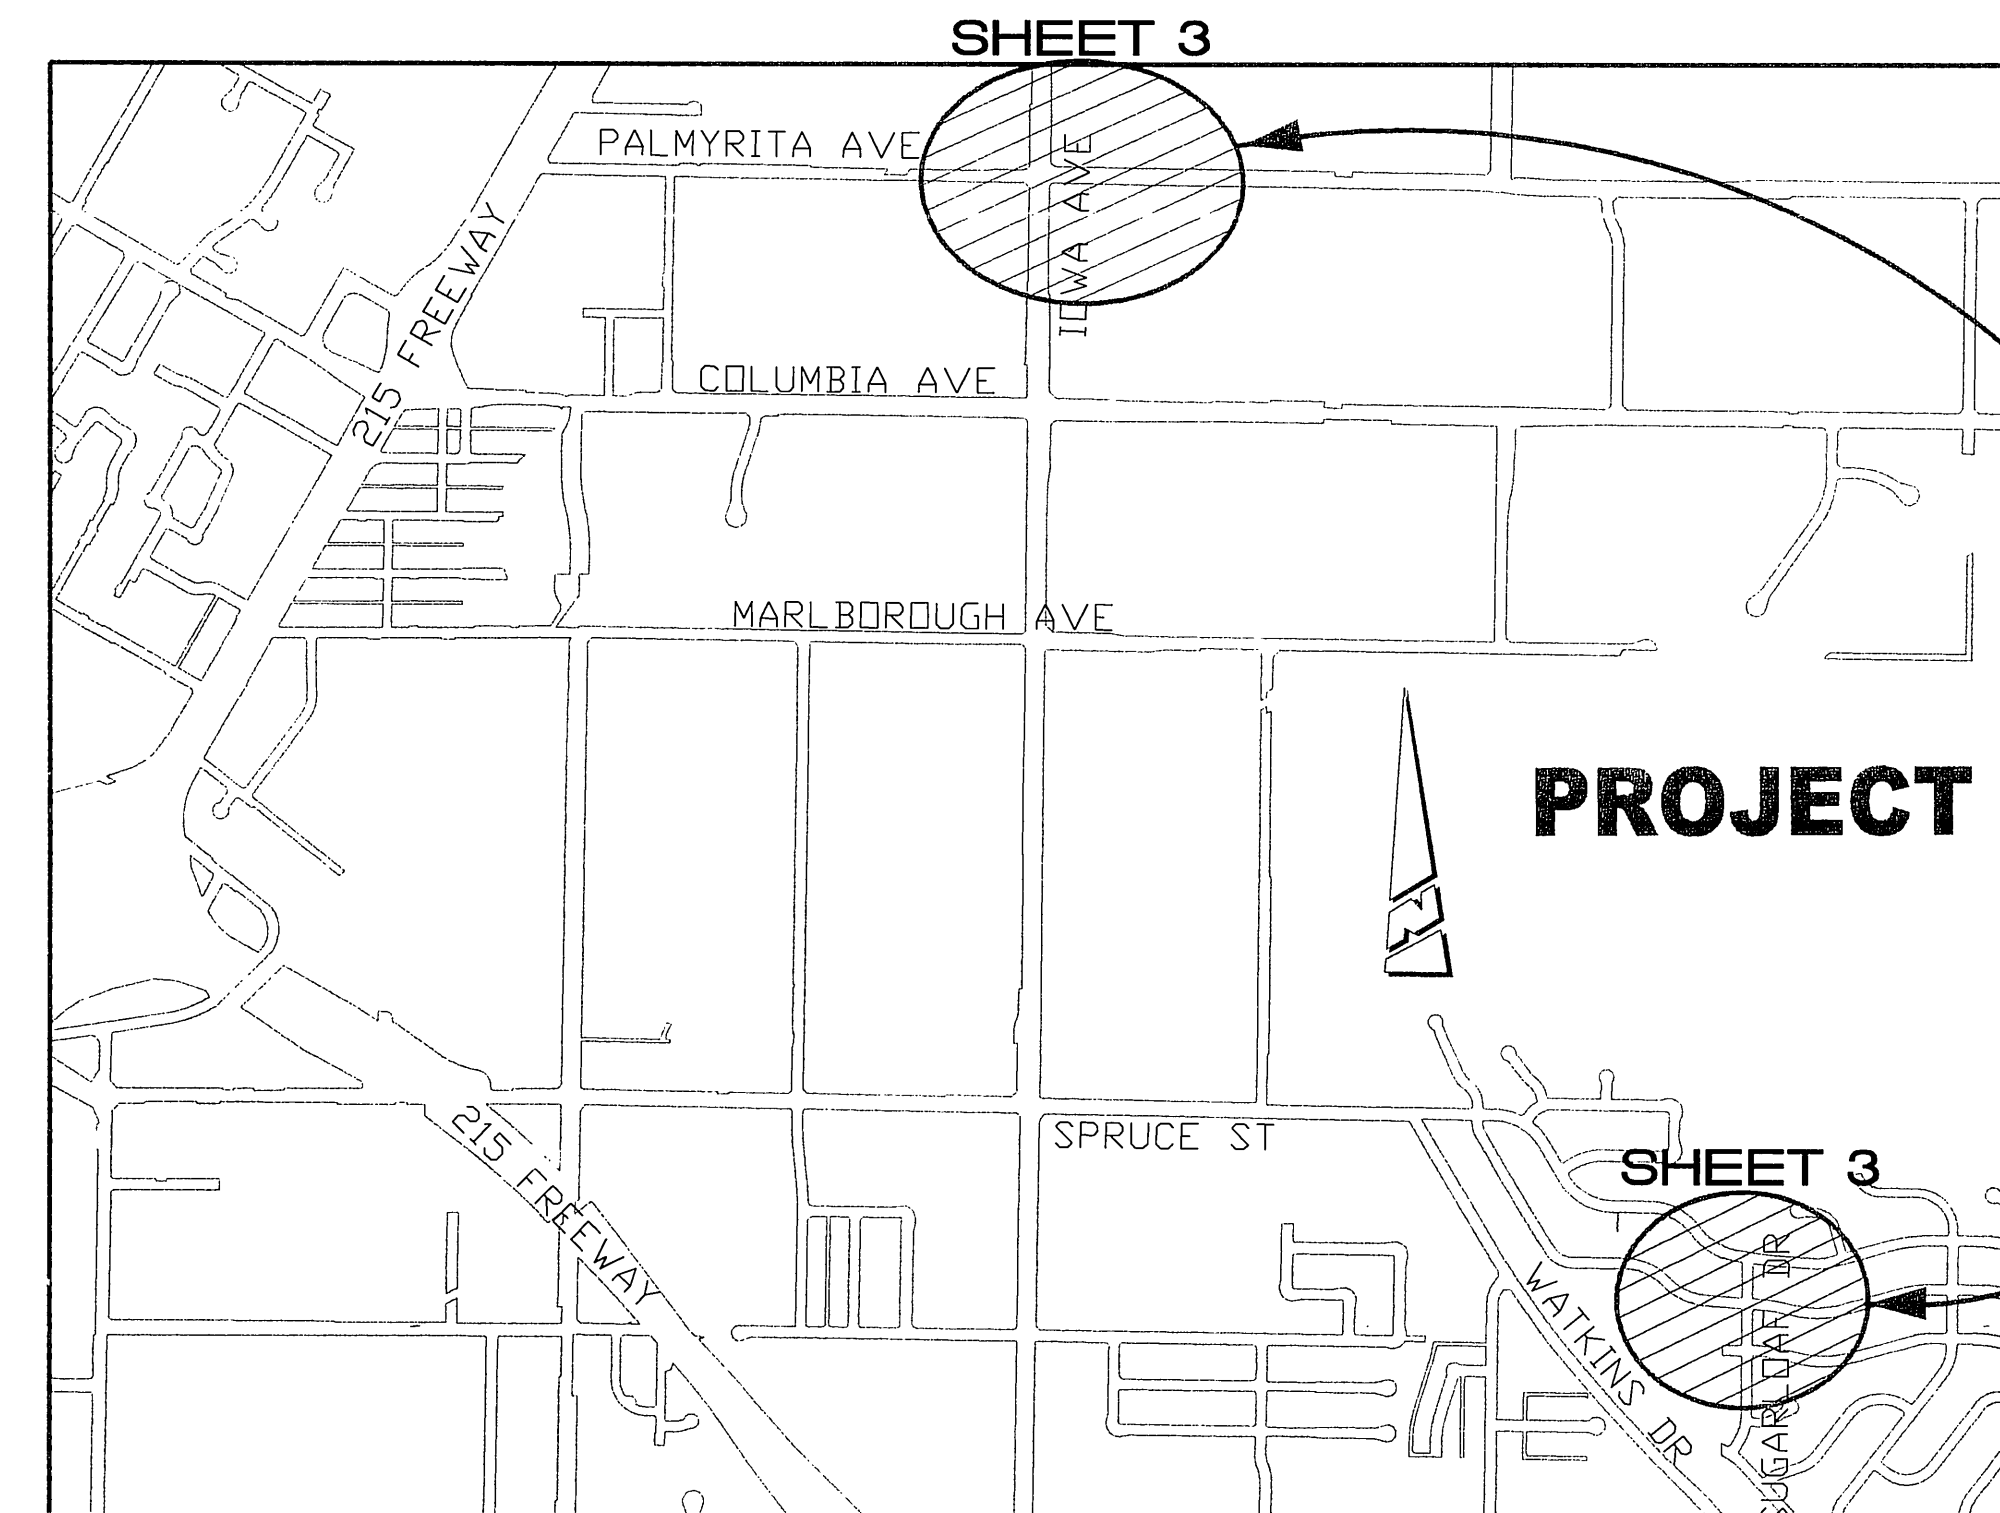 SHEET 3
PALMYRITA AVE
IOWA AVE
215 FREEWAY
COLUMBIA AVE
MARLBOROUGH AVE
PROJECT
N
215 FREEWAY
SPRUCE ST
SHEET 3
WATKINS DR
SUGARLOAF DR